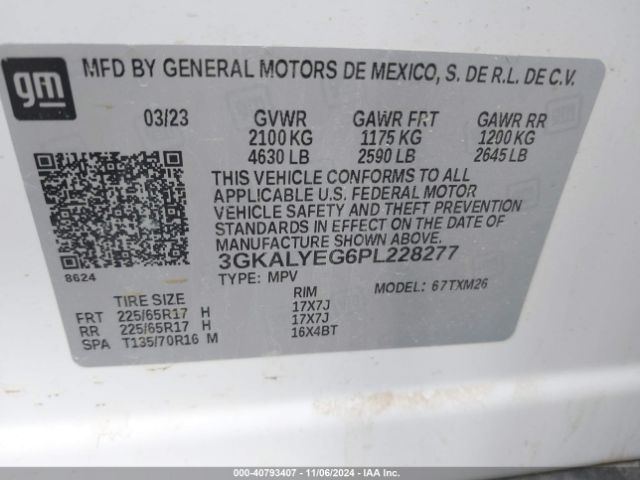 gm
MFD BY GENERAL MOTORS DE MEXICO, S. DE R.L. DE C.V.
03/23 GVWR GAWR FRT GAWR RR
2100 KG 1175 KG 1200 KG
4630 LB 2590 LB 2645 LB
THIS VEHICLE CONFORMS TO ALL
APPLICABLE U.S. FEDERAL MOTOR
VEHICLE SAFETY AND THEFT PREVENTION
STANDARDS IN EFFECT ON THE DATE OF
MANUFACTURE SHOWN ABOVE.
8624 3GKALYEG6PL228277
TYPE: MPV MODEL: 67TXM26
TIRE SIZE RIM
FRT 225/65R17 H 17X7J
RR 225/65R17 H 17X7J
SPA T135/70R16 M 16X4BT
000-40793407 - 11/06/2024 - IAA Inc.